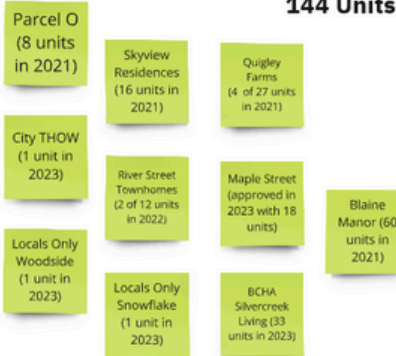 144 Units
Parcel O
(8 units
in 2021)
Skyview
Residences
(16 units in
2021)
Quigley
Farms
(4 of 27 units
in 2021)
City THOW
(1 unit in
2023)
River Street
Townhomes
(2 of 12 units
in 2022)
Maple Street
(approved in
2023 with 18
units)
Blaine
Manor (60
units in
2021)
Locals Only
Woodside
(1 unit in
2023)
Locals Only
Snowflake
(1 unit in
2023)
BCHA
Silvercreek
Living (33
units in 2023)